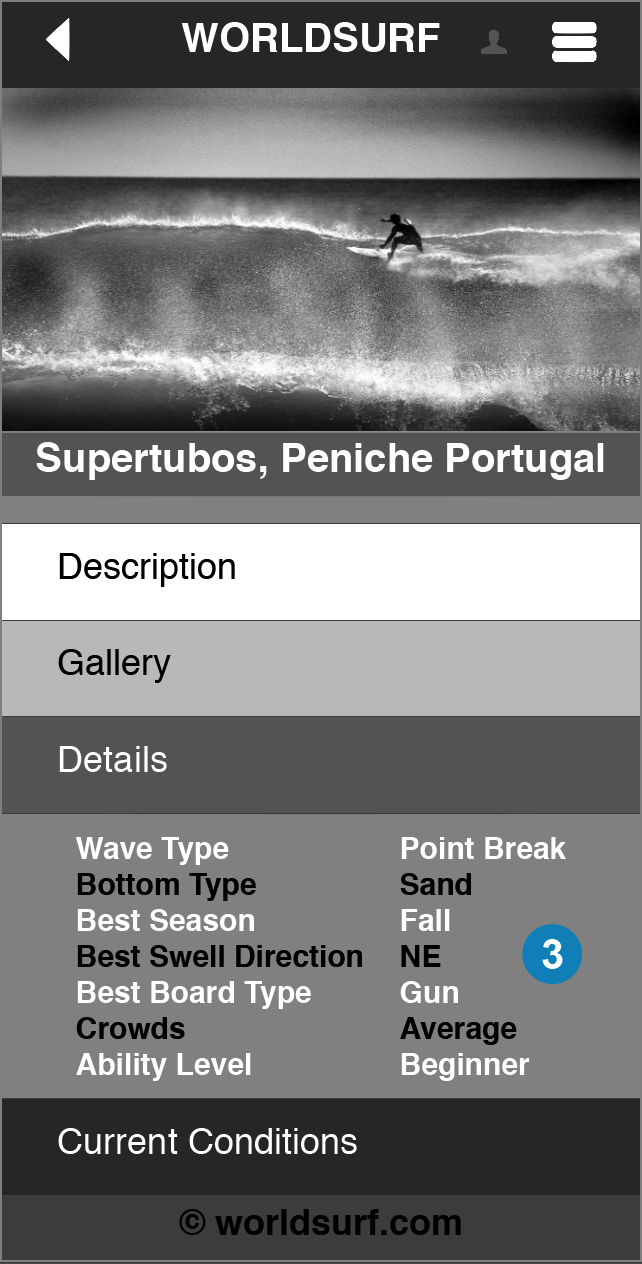 WORLDSURF
Supertubos, Peniche Portugal
Description
Gallery
Details
Wave Type Point Break
Bottom Type Sand
Best Season Fall
Best Swell Direction NE
3
Best Board Type Gun
Crowds Average
Ability Level Beginner
Current Conditions
© worldsurf.com